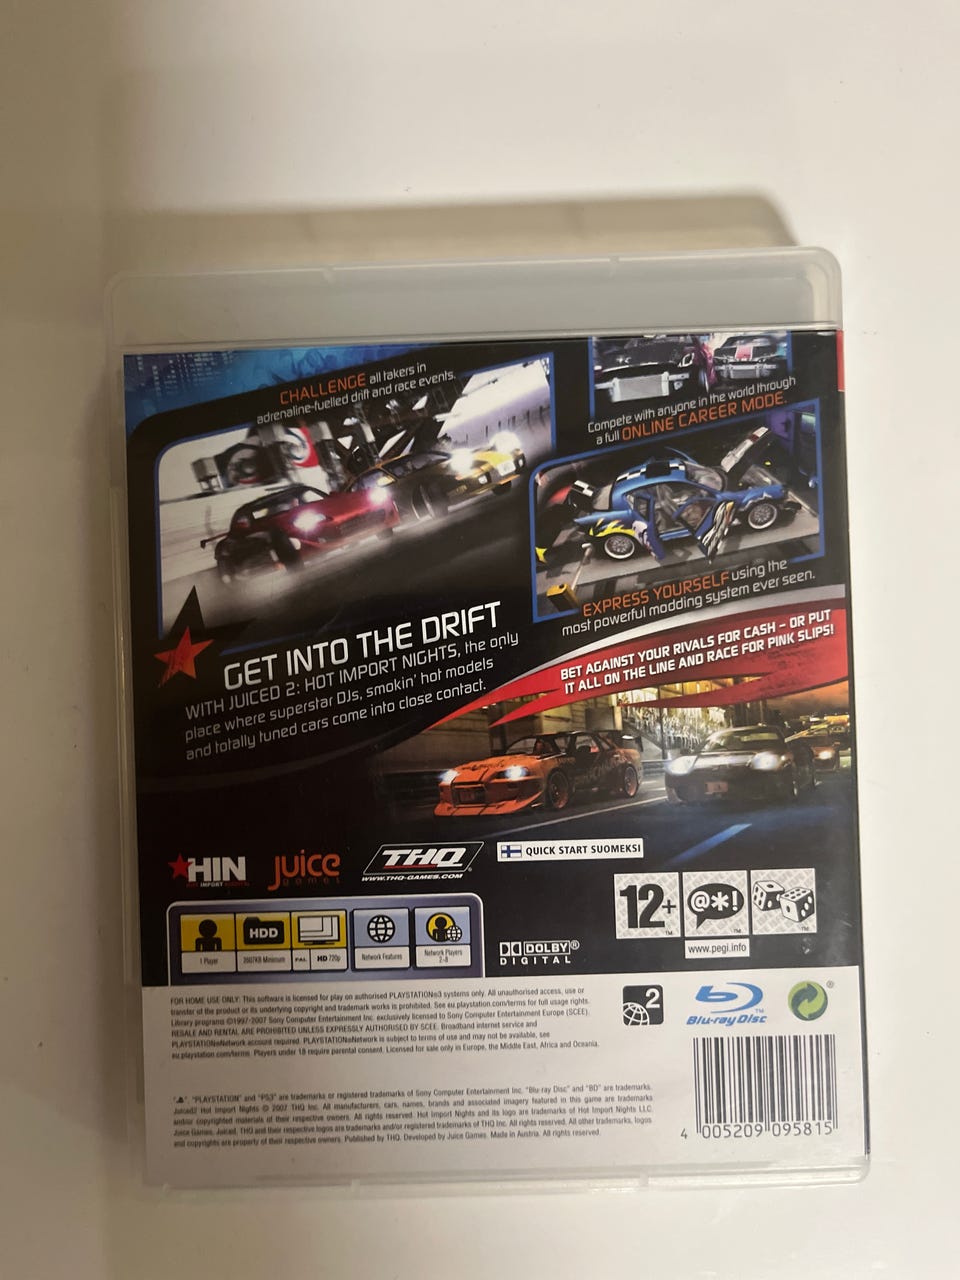 CHALLENGE all takers in
adrenaline-fuelled drift and race events.
Compete with anyone in the world through
a full ONLINE CAREER MODE.
EXPRESS YOURSELF using the
most powerful modding system ever seen.
GET INTO THE DRIFT
WITH JUICED 2: HOT IMPORT NIGHTS, the only
place where superstar DJs, smokin' hot models
and totally tuned cars come into close contact.
BET AGAINST YOUR RIVALS FOR CASH – OR PUT
IT ALL ON THE LINE AND RACE FOR PINK SLIPS!
HIN
HOT IMPORT NIGHTS
juice
games
THQ®
WWW.THQ-GAMES.COM
QUICK START SUOMEKSI
12+
TM
@*!
TM
TM
www.pegi.info
HDD
1 Player
2607KB Minimum
PAL
HD 720p
Network Features
Network Players
2-8
DOLBY®
DIGITAL
FOR HOME USE ONLY: This software is licensed for play on authorised PLAYSTATION®3 systems only. All unauthorised access, use or
transfer of the product or its underlying copyright and trademark works is prohibited. See eu.playstation.com/terms for full usage rights.
Library programs ©1997-2007 Sony Computer Entertainment Inc. exclusively licensed to Sony Computer Entertainment Europe (SCEE).
RESALE AND RENTAL ARE PROHIBITED UNLESS EXPRESSLY AUTHORISED BY SCEE. Broadband internet service and
PLAYSTATION®Network account required. PLAYSTATION®Network is subject to terms of use and may not be available, see
eu.playstation.com/terms. Players under 18 require parental consent. Licensed for sale only in Europe, the Middle East, Africa and Oceania.
2
Blu-ray Disc
TM
®
"PLAYSTATION" and "PS3" are trademarks or registered trademarks of Sony Computer Entertainment Inc. "Blu-ray Disc" and "BD" are trademarks.
Juiced2 Hot Import Nights © 2007 THQ Inc. All manufacturers, cars, names, brands and associated imagery featured in this game are trademarks
and/or copyrighted materials of their respective owners. All rights reserved. Hot Import Nights and its logo are trademarks of Hot Import Nights LLC.
Juice Games, Juiced, THQ and their respective logos are trademarks and/or registered trademarks of THQ Inc. All rights reserved. All other trademarks, logos
and copyrights are property of their respective owners. Published by THQ. Developed by Juice Games. Made in Austria. All rights reserved.
4 005209 095815